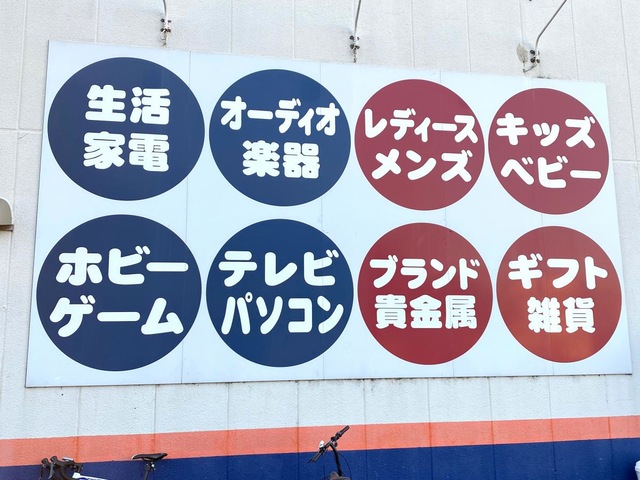 生活
家電
オーディオ
楽器
レディース
メンズ
キッズ
ベビー
ホビー
ゲーム
テレビ
パソコン
ブランド
貴金属
ギフト
雑貨